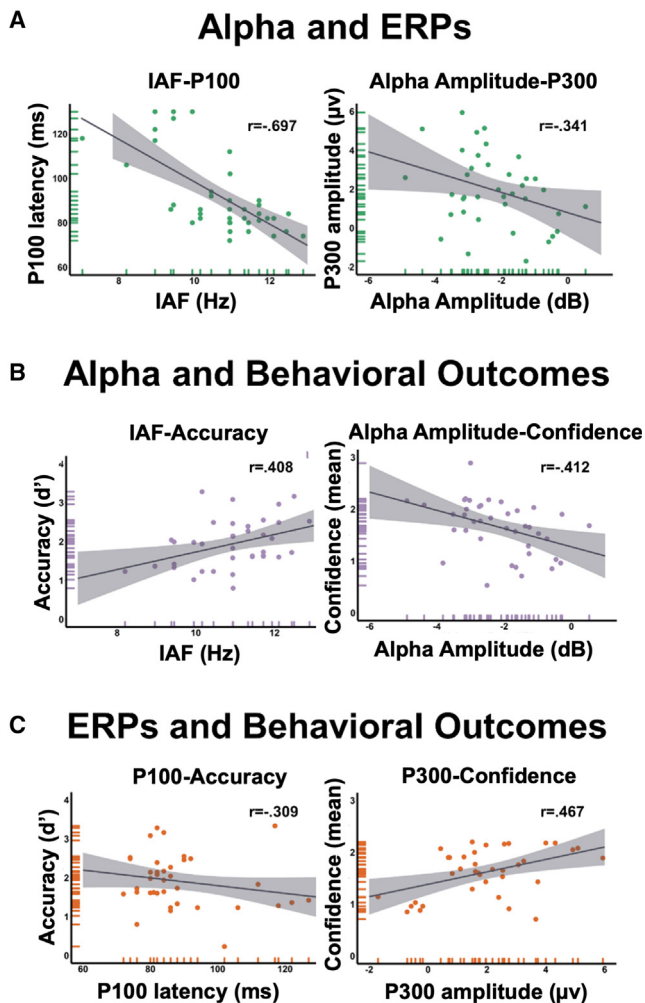 A
Alpha and ERPs
IAF-P100
Alpha Amplitude-P300
r=-.697
r=-.341
P100 latency (ms)
120
100
80
60
8
10
12
IAF (Hz)
P300 amplitude (μv)
6
4
2
0
-2
-6
-4
-2
0
Alpha Amplitude (dB)
B
Alpha and Behavioral Outcomes
IAF-Accuracy
Alpha Amplitude-Confidence
r=.408
r=-.412
Accuracy (d’)
4
3
2
1
0
8
10
12
IAF (Hz)
Confidence (mean)
3
2
1
0
-6
-4
-2
0
Alpha Amplitude (dB)
C
ERPs and Behavioral Outcomes
P100-Accuracy
P300-Confidence
r=-.309
r=.467
Accuracy (d’)
4
3
2
1
0
60
80
100
120
P100 latency (ms)
Confidence (mean)
3
2
1
0
-2
0
2
4
6
P300 amplitude (μv)